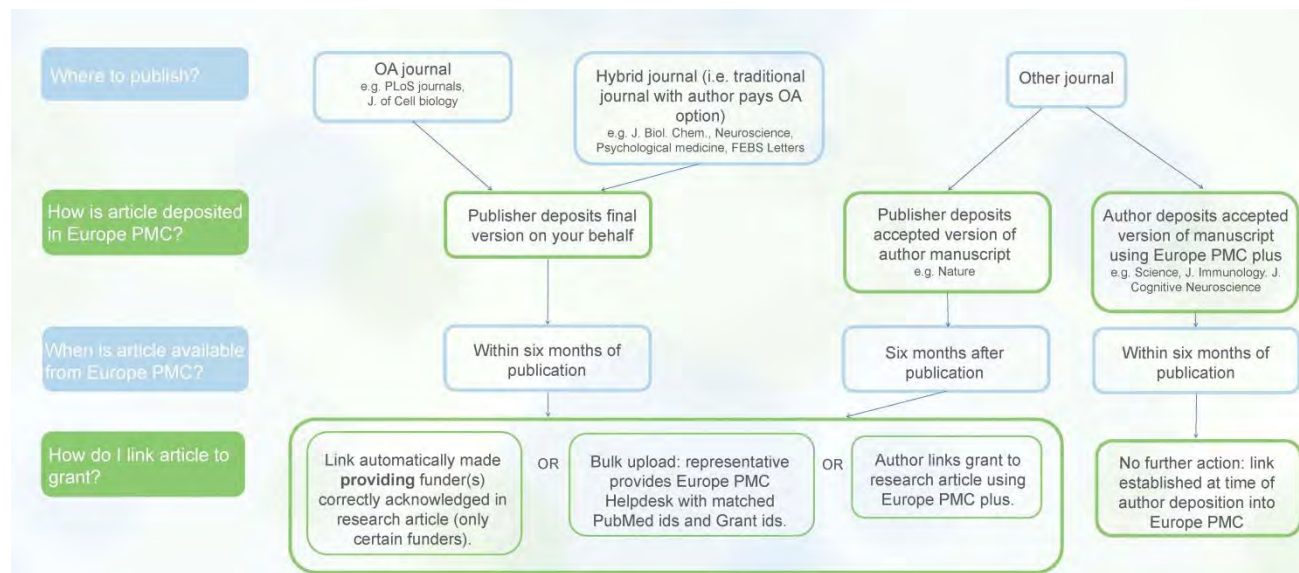 Where to publish?
OA journal
e.g. PLoS journals,
J. of Cell biology
Hybrid journal (i.e. traditional
journal with author pays OA
option)
e.g. J. Biol. Chem., Neuroscience,
Psychological medicine, FEBS Letters
Other journal
How is article deposited
in Europe PMC?
Publisher deposits final
version on your behalf
Publisher deposits
accepted version of
author manuscript
e.g. Nature
Author deposits accepted
version of manuscript
using Europe PMC plus
e.g. Science, J. Immunology. J.
Cognitive Neuroscience
When is article available
from Europe PMC?
Within six months of
publication
Six months after
publication
Within six months of
publication
How do I link article to
grant?
Link automatically made
providing funder(s)
correctly acknowledged in
research article (only
certain funders).
OR
Bulk upload: representative
provides Europe PMC
Helpdesk with matched
PubMed ids and Grant ids.
OR
Author links grant to
research article using
Europe PMC plus.
No further action: link
established at time of
author deposition into
Europe PMC